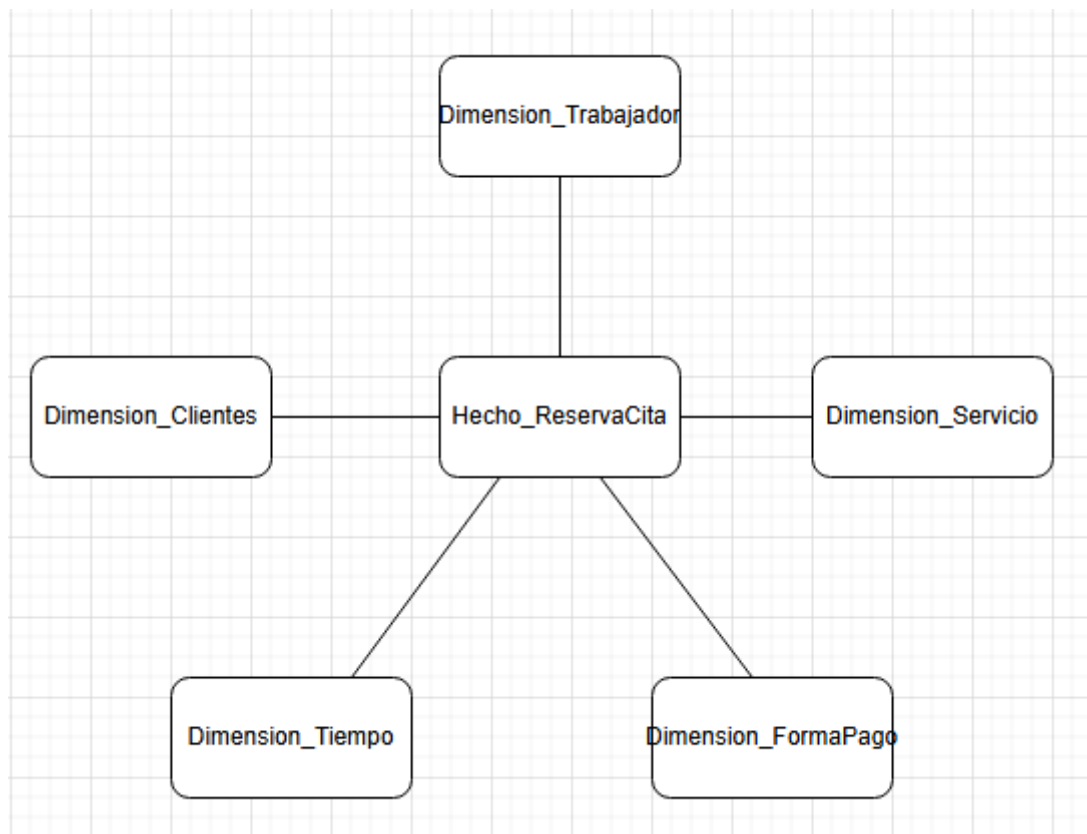 Dimension_Trabajador
Dimension_Clientes
Hecho_ReservaCita
Dimension_Servicio
Dimension_Tiempo
Dimension_FormaPago